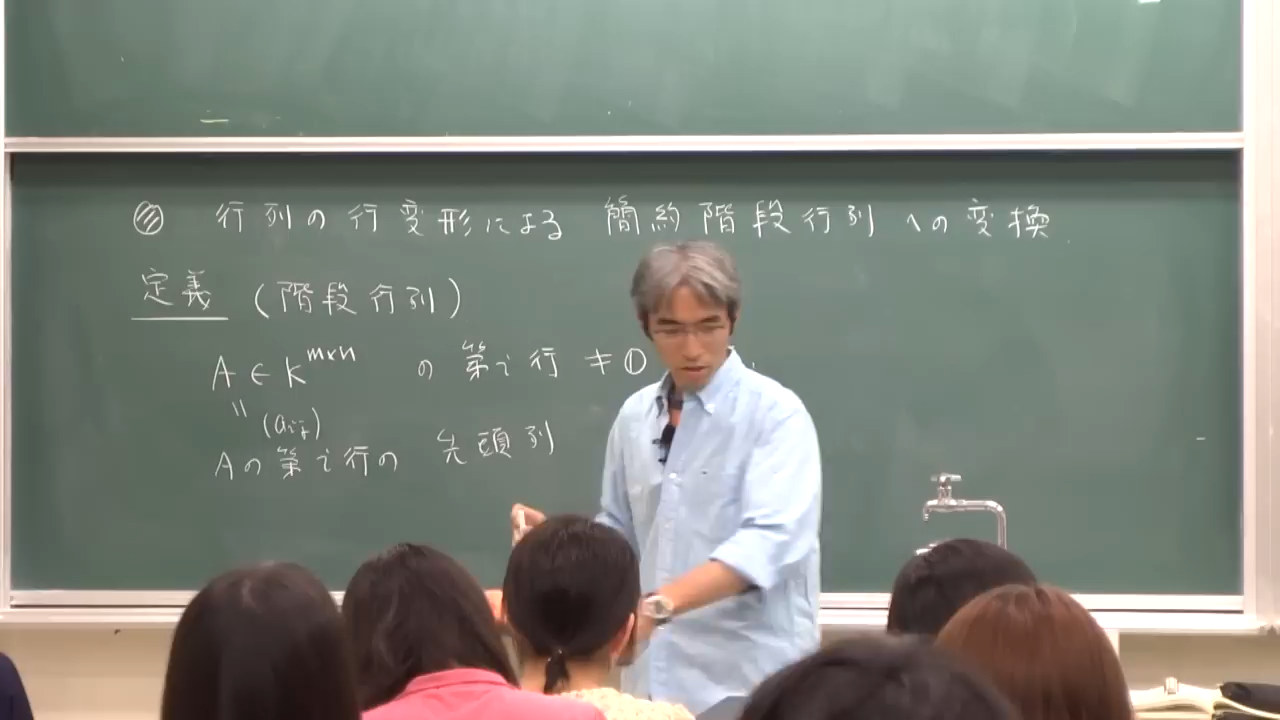 行列の行変形による 簡約階段行列への変換
定義 (階段行列)
A ∈ K^{m×n} の 第 i 行 ≠ 0
= (a_{ij})
Aの第 i 行の 先頭列